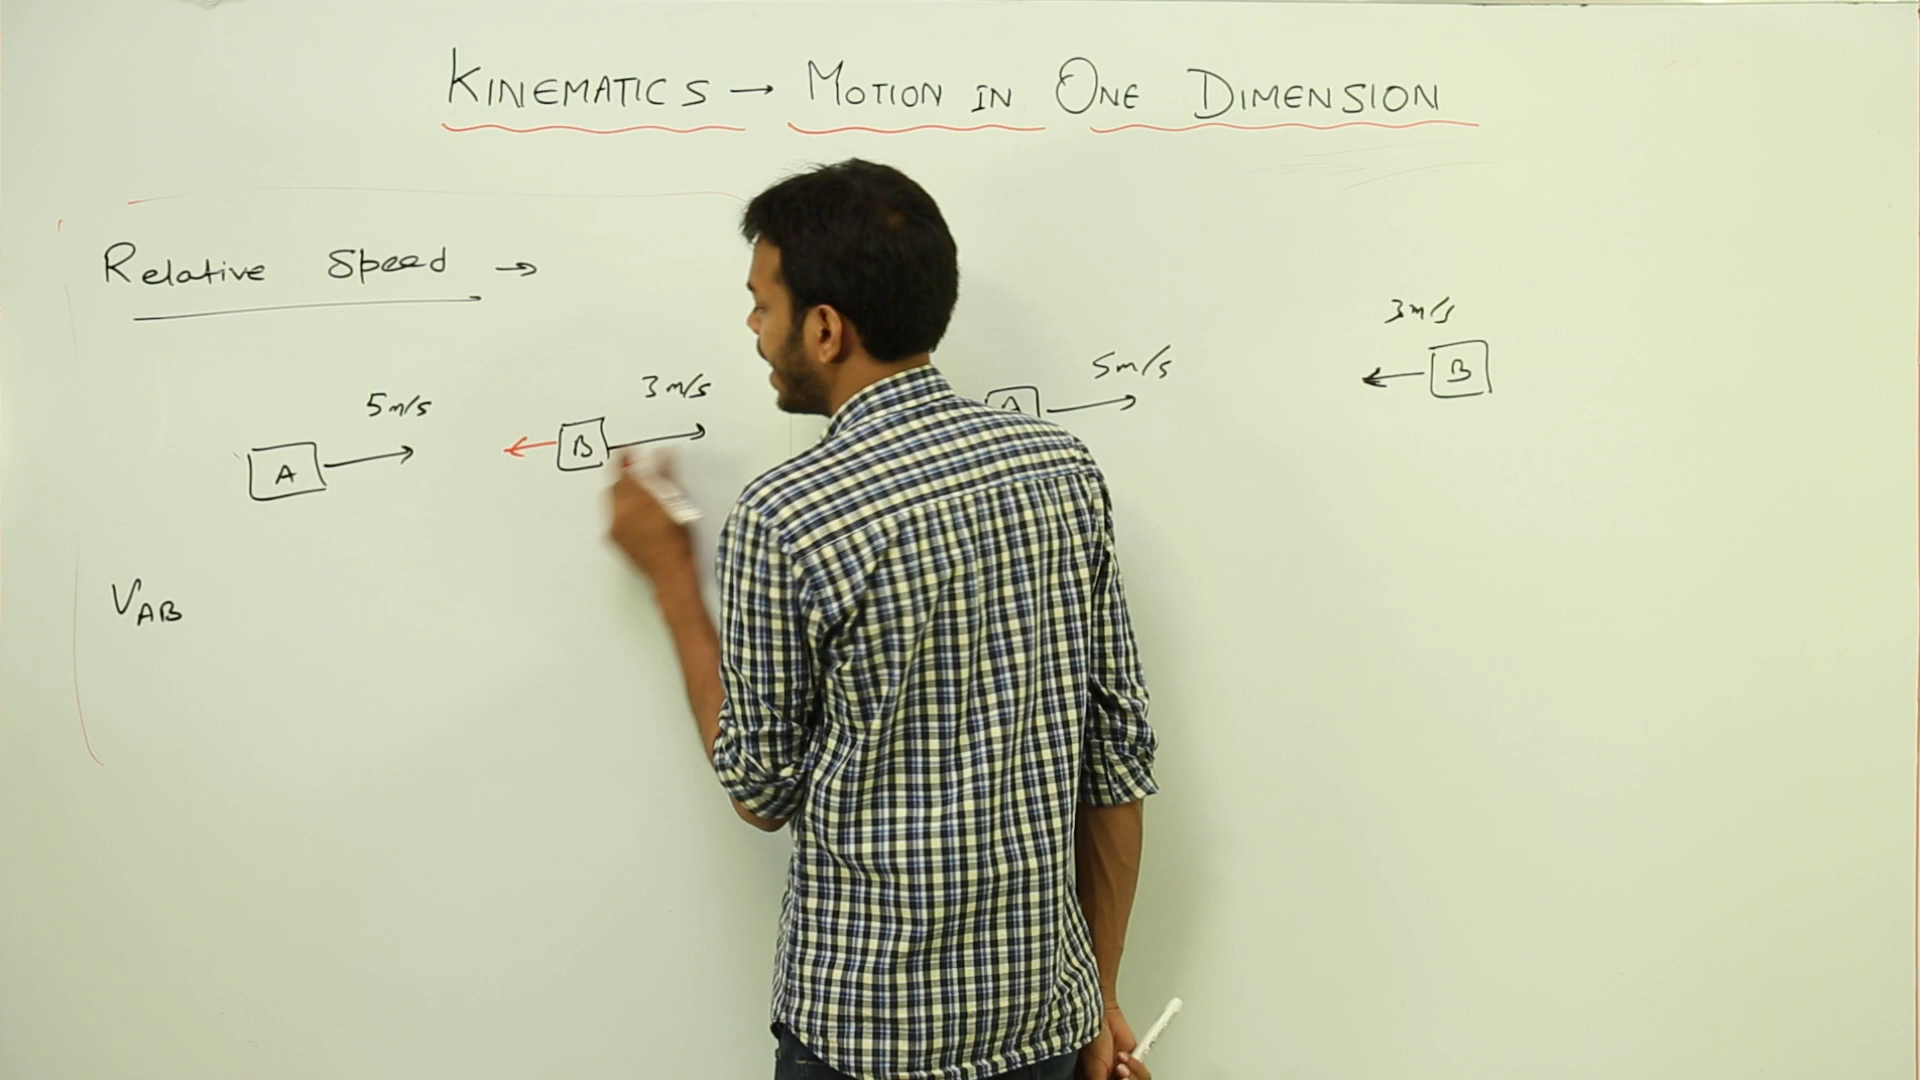 KINEMATICS → MOTION IN ONE DIMENSION
Relative Speed →
5m/s
3m/s
5m/s
3m/s
A
B
A
B
VAB